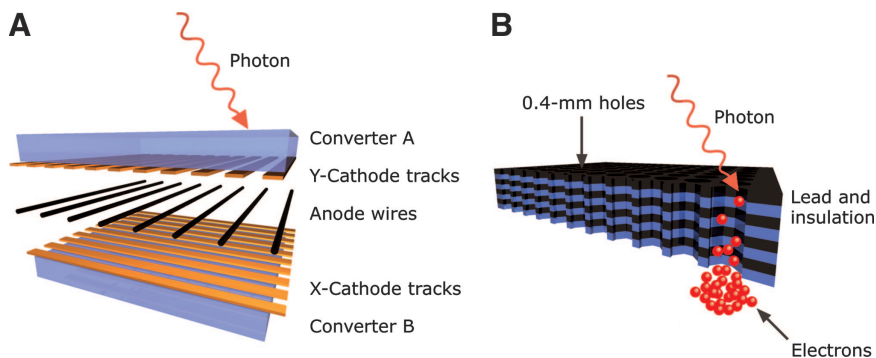 A
Photon
Converter A
Y-Cathode tracks
Anode wires
X-Cathode tracks
Converter B
B
0.4-mm holes
Photon
Lead and
insulation
Electrons